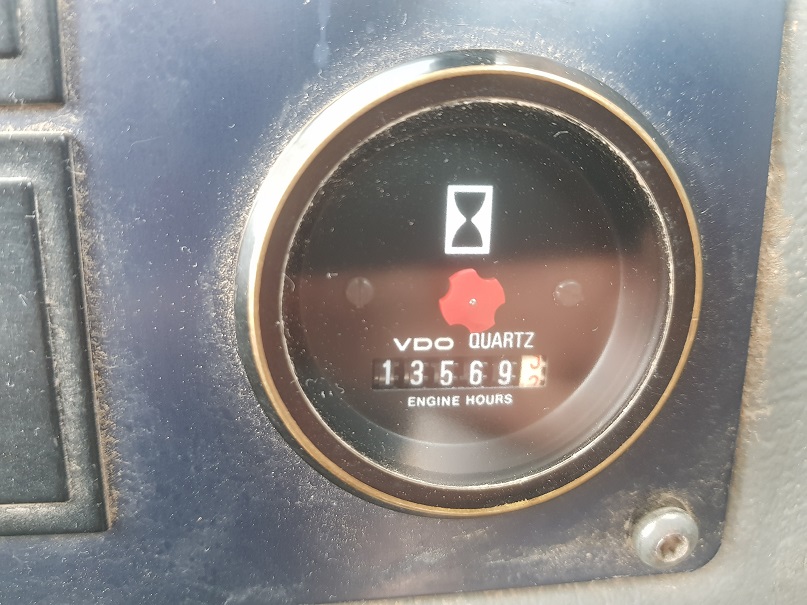 VDO QUARTZ
13569
ENGINE HOURS